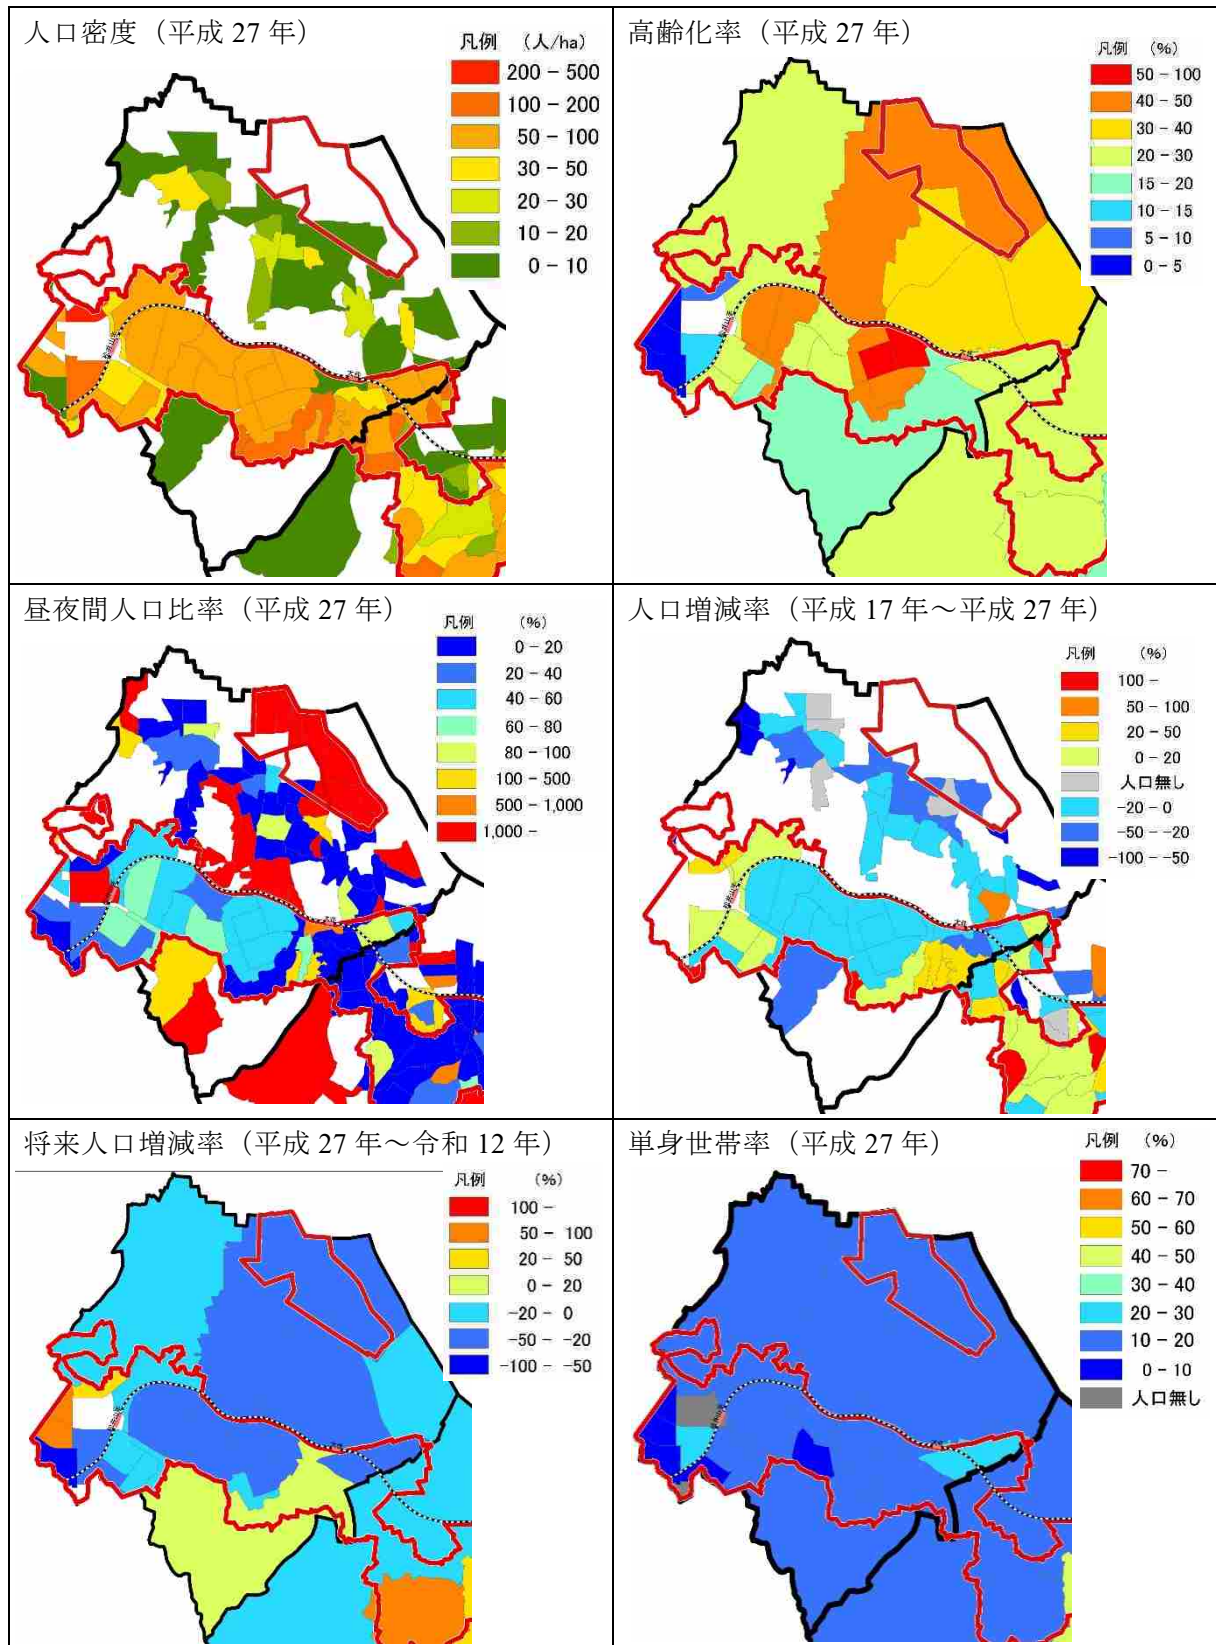 人口密度（平成 27 年）
凡例　（人/ha）
200 − 500
100 − 200
50 − 100
30 − 50
20 − 30
10 − 20
0 − 10
高齢化率（平成 27 年）
凡例　（%）
50 − 100
40 − 50
30 − 40
20 − 30
15 − 20
10 − 15
5 − 10
0 − 5
昼夜間人口比率（平成 27 年）
凡例　（%）
0 − 20
20 − 40
40 − 60
60 − 80
80 − 100
100 − 500
500 − 1,000
1,000 −
人口増減率（平成 17 年～平成 27 年）
凡例　（%）
100 −
50 − 100
20 − 50
0 − 20
人口無し
−20 − 0
−50 − −20
−100 − −50
将来人口増減率（平成 27 年～令和 12 年）
凡例　（%）
100 −
50 − 100
20 − 50
0 − 20
−20 − 0
−50 − −20
−100 − −50
単身世帯率（平成 27 年）
凡例　（%）
70 −
60 − 70
50 − 60
40 − 50
30 − 40
20 − 30
10 − 20
0 − 10
人口無し